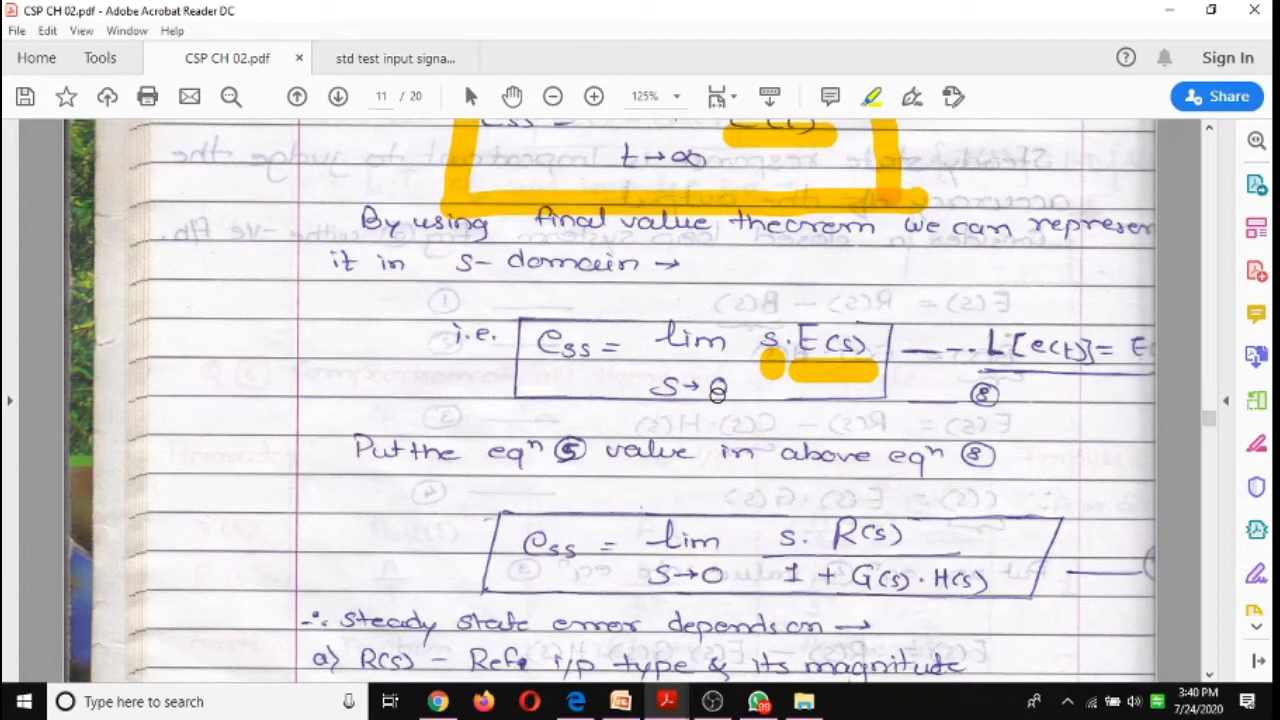 CSP CH 02.pdf - Adobe Acrobat Reader DC
File Edit View Window Help
Home Tools CSP CH 02.pdf × std test input signa... Sign In
11 / 20 125% Share
t→∞
By using final value theorem we can represen
it in s-domain →
i.e. ess = lim s.E(s) --- L[e(t)] = E
s→0 ⑧
Put the eqⁿ ⑤ value in above eqⁿ ⑧
ess = lim s. R(s)
s→0 1 + G(s).H(s)
∴ steady state error depends on →
a) R(s) - Ref. i/p type & its magnitute
Type here to search
3:40 PM
7/24/2020